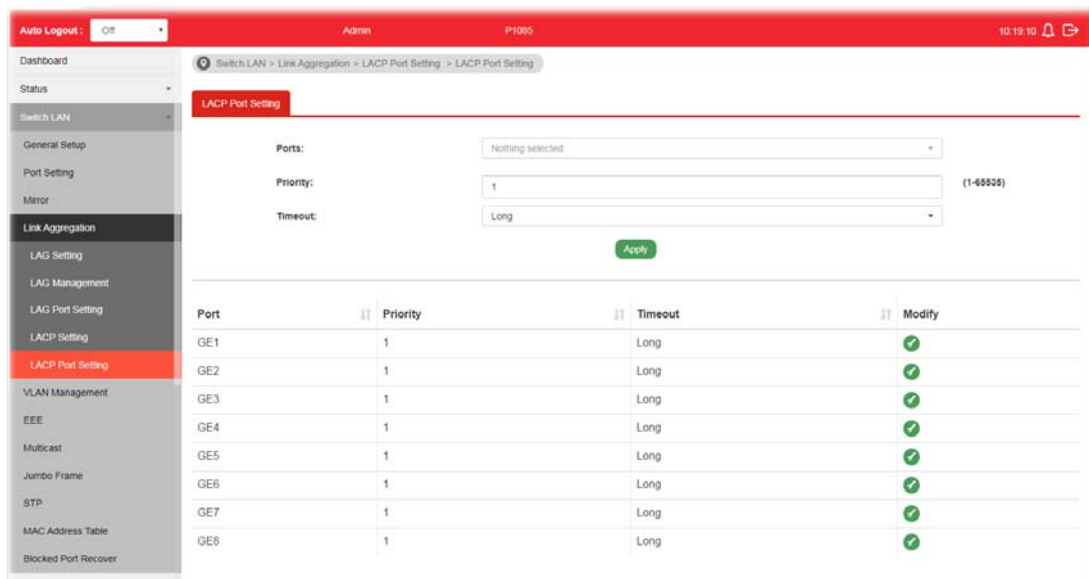 Auto Logout : Off Admin P1085 10:19:10
Dashboard
Status
Switch LAN
General Setup
Port Setting
Mirror
Link Aggregation
LAG Setting
LAG Management
LAG Port Setting
LACP Setting
LACP Port Setting
VLAN Management
EEE
Multicast
Jumbo Frame
STP
MAC Address Table
Blocked Port Recover
Switch LAN > Link Aggregation > LACP Port Setting > LACP Port Setting
LACP Port Setting
Ports: Nothing selected
Priority: 1 (1-65535)
Timeout: Long
Apply
Port Priority Timeout Modify
GE1 1 Long
GE2 1 Long
GE3 1 Long
GE4 1 Long
GE5 1 Long
GE6 1 Long
GE7 1 Long
GE8 1 Long